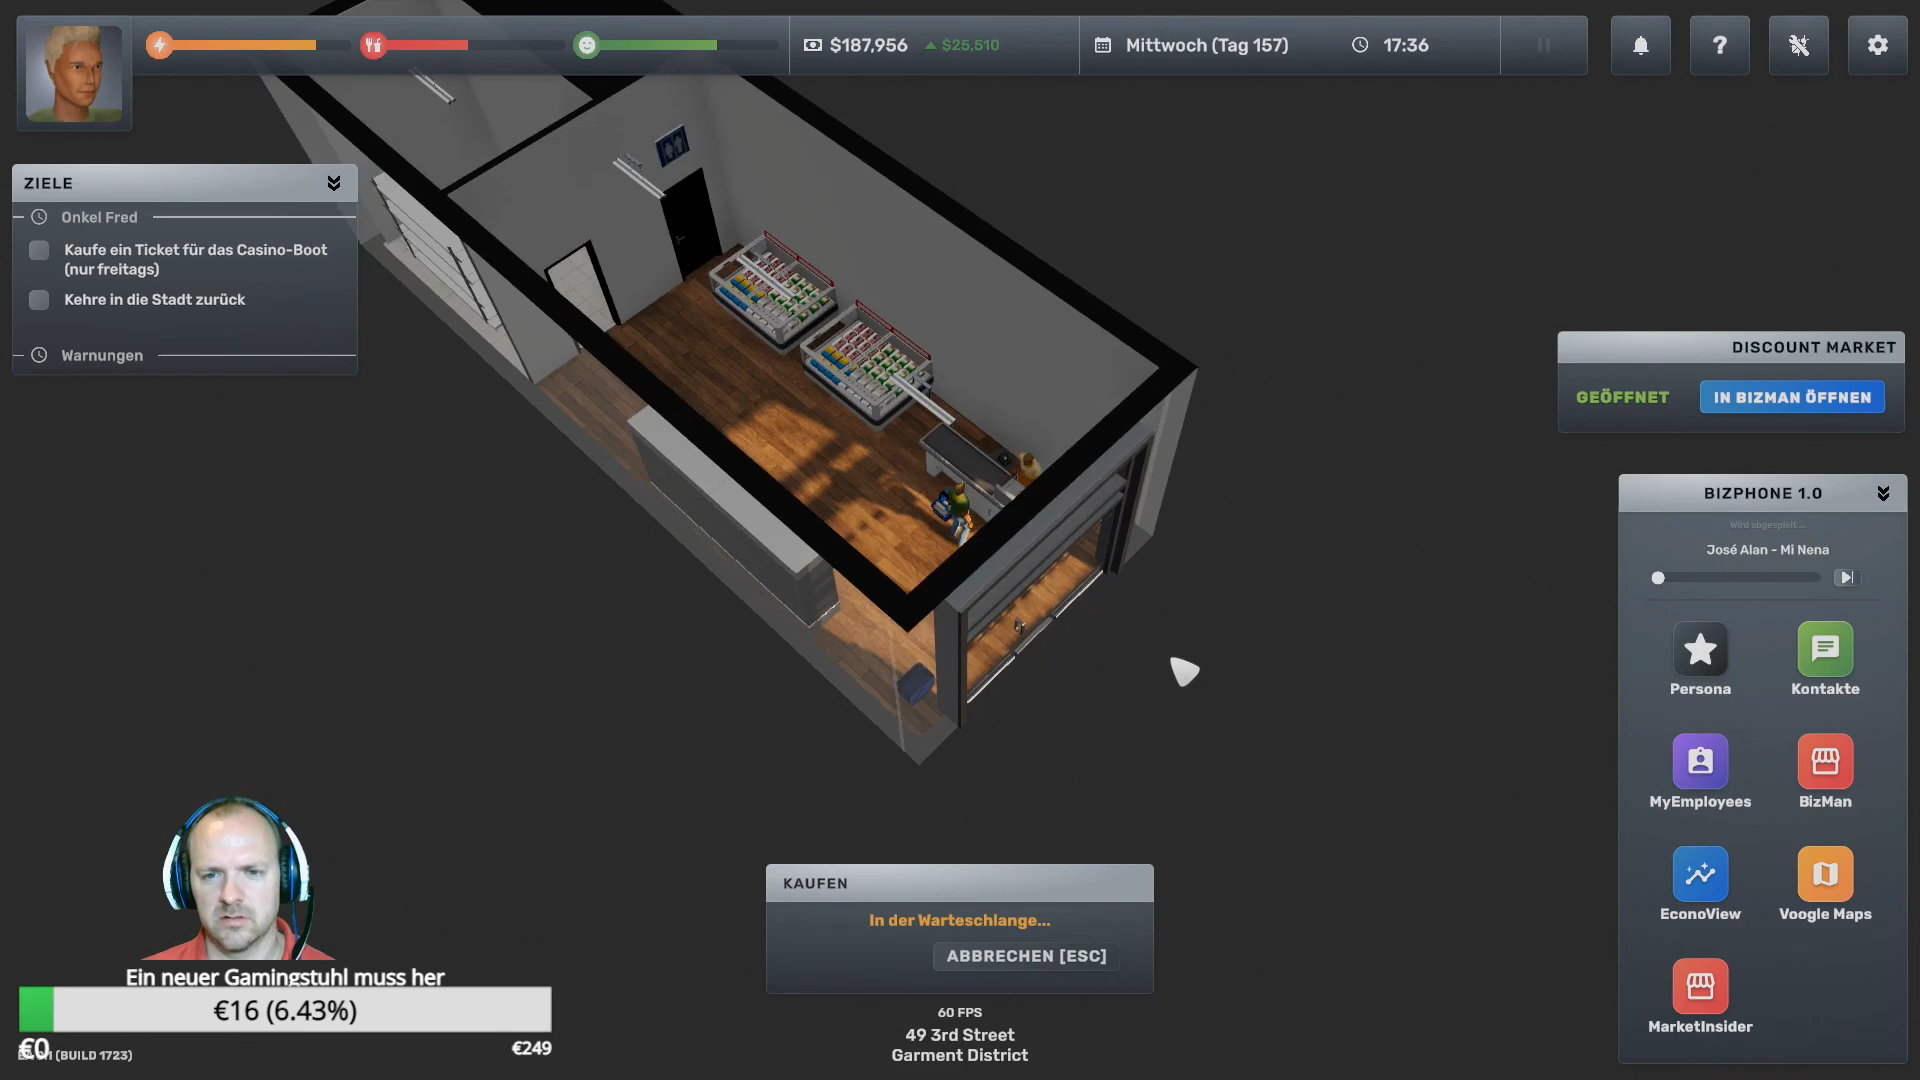 $187,956
$25,510
Mittwoch (Tag 157)
17:36
?
ZIELE
Onkel Fred
Kaufe ein Ticket für das Casino-Boot
(nur freitags)
Kehre in die Stadt zurück
Warnungen
DISCOUNT MARKET
GEÖFFNET
IN BIZMAN ÖFFNEN
BIZPHONE 1.0
Wird abgespielt ...
José Alan - Mi Nena
Persona
Kontakte
MyEmployees
BizMan
EconoView
Voogle Maps
MarketInsider
KAUFEN
In der Warteschlange...
ABBRECHEN [ESC]
60 FPS
49 3rd Street
Garment District
Ein neuer Gamingstuhl muss her
€16 (6.43%)
€0
€249
(BUILD 1723)